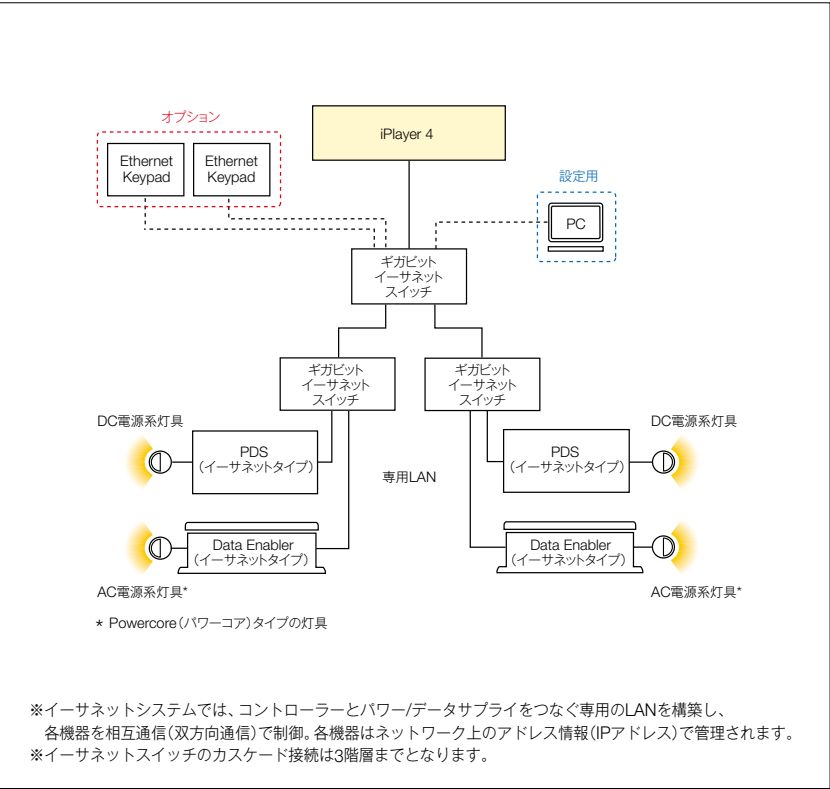 オプション
iPlayer 4
Ethernet
Keypad
Ethernet
Keypad
設定用
PC
ギガビット
イーサネット
スイッチ
ギガビット
イーサネット
スイッチ
ギガビット
イーサネット
スイッチ
DC電源系灯具
DC電源系灯具
PDS
(イーサネットタイプ)
専用LAN
PDS
(イーサネットタイプ)
Data Enabler
(イーサネットタイプ)
Data Enabler
(イーサネットタイプ)
AC電源系灯具*
AC電源系灯具*
* Powercore(パワーコア)タイプの灯具
※イーサネットシステムでは、コントローラーとパワー/データサプライをつなぐ専用のLANを構築し、
各機器を相互通信(双方向通信)で制御。各機器はネットワーク上のアドレス情報(IPアドレス)で管理されます。
※イーサネットスイッチのカスケード接続は3階層までとなります。